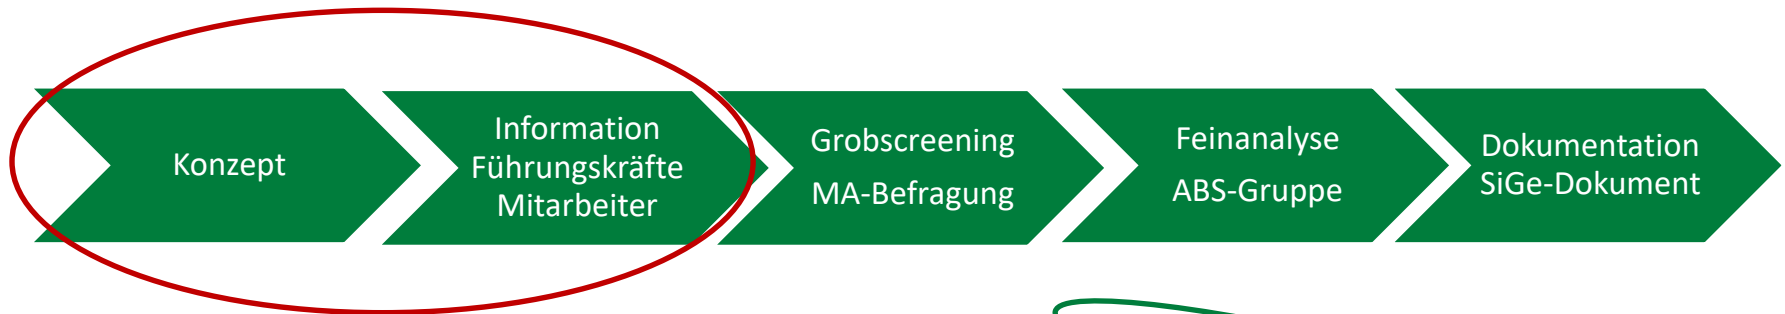 Konzept
Information
Führungskräfte
Mitarbeiter
Grobscreening
MA-Befragung
Feinanalyse
ABS-Gruppe
Dokumentation
SiGe-Dokument